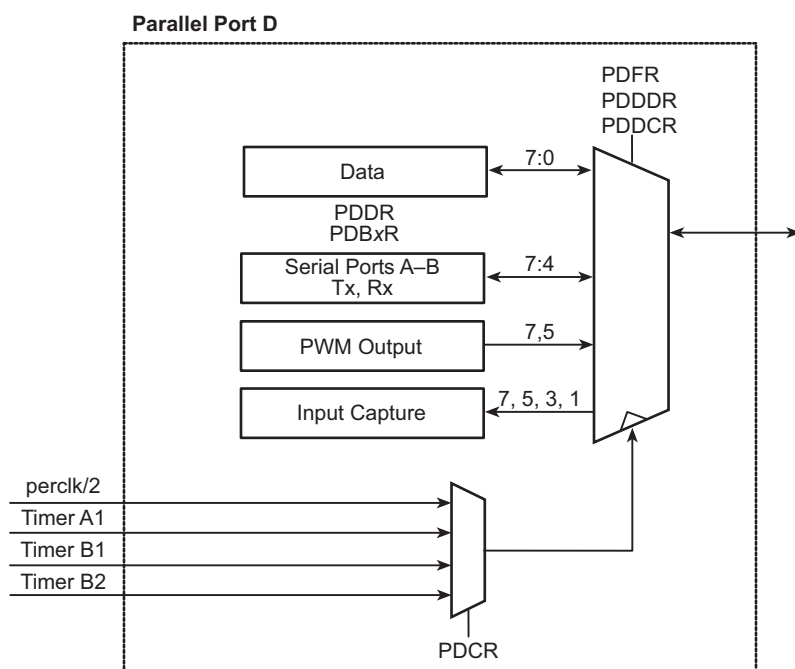 Parallel Port D
PDFR
PDDDR
PDDCR
7:0
Data
PDDR
PDBxR
Serial Ports A–B
Tx, Rx
7:4
PWM Output
7,5
Input Capture
7, 5, 3, 1
perclk/2
Timer A1
Timer B1
Timer B2
PDCR